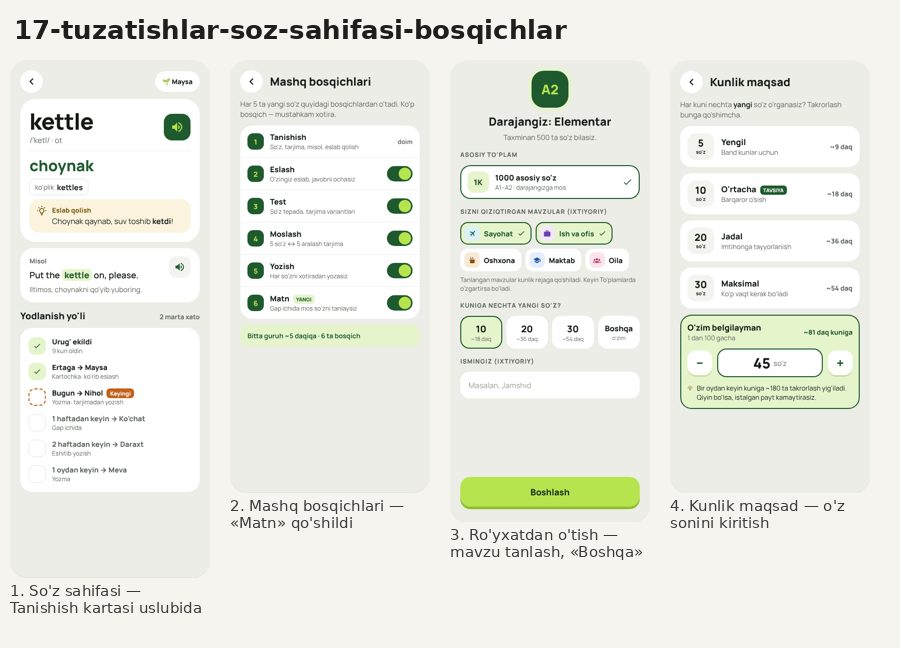 17-tuzatishlar-soz-sahifasi-bosqichlar
🌱 Maysa
kettle
/'ketl/ · ot
choynak
ko'plik kettles
Eslab qolish
Choynak qaynab, suv toshib ketdi!
Misol
Put the kettle on, please.
Iltimos, choynakni qo'yib yuboring.
Yodlanish yo'li
2 marta xato
Urug' ekildi
9 kun oldin
Ertaga → Maysa
Kartochka · ko'rib eslash
Bugun → Nihol Keyingi
Yozma · tarjimadan yozish
1 haftadan keyin → Ko'chat
Gap ichida
2 haftadan keyin → Daraxt
Eshitib yozish
1 oydan keyin → Meva
Yozma
1. So'z sahifasi —
Tanishish kartasi uslubida
Mashq bosqichlari
Har 5 ta yangi so'z quyidagi bosqichlardan o'tadi. Ko'p
bosqich — mustahkam xotira.
1 Tanishish doim
So'z, tarjima, misol, eslab qolish
2 Eslash
O'zingiz eslab, javobni ochasiz
3 Test
So'z tepada, tarjima variantlari
4 Moslash
5 so'z ↔ 5 aralash tarjima
5 Yozish
Har so'zni xotiradan yozasiz
6 Matn YANGI
Gap ichida mos so'zni tanlaysiz
Bitta guruh ~5 daqiqa · 6 ta bosqich
2. Mashq bosqichlari —
«Matn» qo'shildi
A2
Darajangiz: Elementar
Taxminan 500 ta so'z bilasiz.
ASOSIY TO'PLAM
1K 1000 asosiy so'z
A1–A2 · darajangizga mos
SIZNI QIZIQTIRGAN MAVZULAR (IXTIYORIY)
Sayohat ✓ Ish va ofis ✓
Oshxona Maktab Oila
Tanlangan mavzular kunlik rejaga qo'shiladi. Keyin To'plamlarda
o'zgartirsa bo'ladi.
KUNIGA NECHTA YANGI SO'Z?
10 20 30 Boshqa
~18 daq ~36 daq ~54 daq o'zim
ISMINGIZ (IXTIYORIY)
Masalan, Jamshid
Boshlash
3. Ro'yxatdan o'tish —
mavzu tanlash, «Boshqa»
Kunlik maqsad
Har kuni nechta yangi so'z o'rganasiz? Takrorlash
bunga qo'shimcha.
5 so'z Yengil ~9 daq
Band kunlar uchun
10 so'z O'rtacha TAVSIYA ~18 daq
Barqaror o'sish
20 so'z Jadal ~36 daq
Imtihonga tayyorlanish
30 so'z Maksimal ~54 daq
Ko'p vaqt kerak bo'ladi
O'zim belgilayman ~81 daq kuniga
1 dan 100 gacha
− 45 so'z +
Bir oydan keyin kuniga ~180 ta takrorlash yig'iladi.
Qiyin bo'lsa, istalgan payt kamaytirasiz.
4. Kunlik maqsad — o'z
sonini kiritish